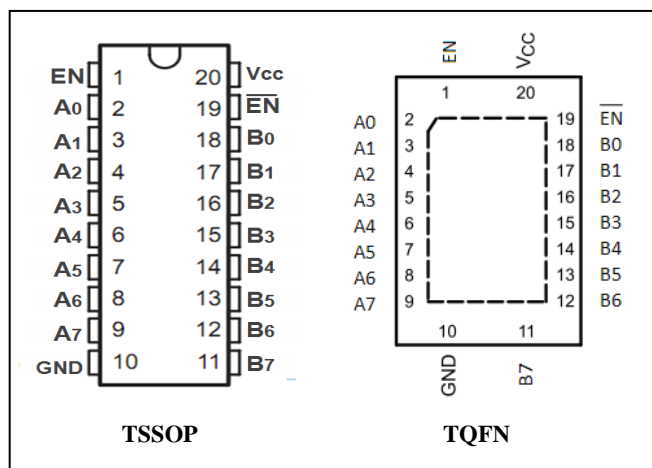 EN 1 20 Vcc
A0 2 19 E̅N̅
A1 3 18 B0
A2 4 17 B1
A3 5 16 B2
A4 6 15 B3
A5 7 14 B4
A6 8 13 B5
A7 9 12 B6
GND 10 11 B7
TSSOP
EN VCC
1 20
A0 2 19 E̅N̅
A1 3 18 B0
A2 4 17 B1
A3 5 16 B2
A4 6 15 B3
A5 7 14 B4
A6 8 13 B5
A7 9 12 B6
10 11
GND B7
TQFN